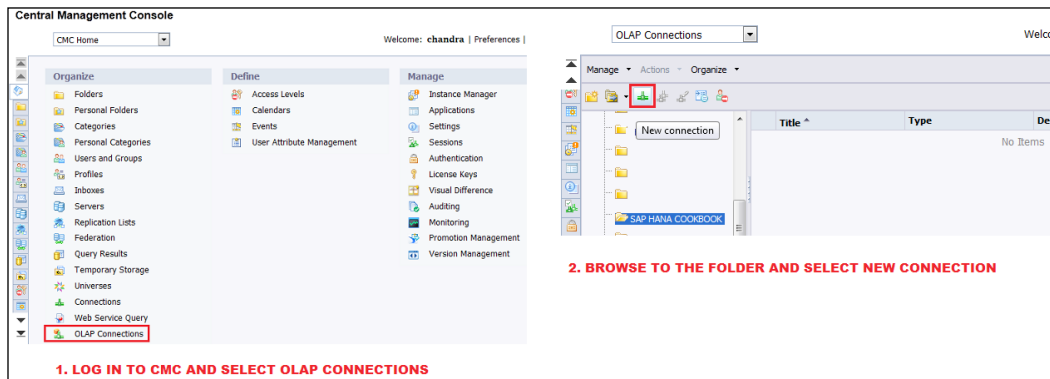 Central Management Console
CMC Home
Welcome: chandra | Preferences |
Organize
Folders
Personal Folders
Categories
Personal Categories
Users and Groups
Profiles
Inboxes
Servers
Replication Lists
Federation
Query Results
Temporary Storage
Universes
Connections
Web Service Query
OLAP Connections
Define
Access Levels
Calendars
Events
User Attribute Management
Manage
Instance Manager
Applications
Settings
Sessions
Authentication
License Keys
Visual Difference
Auditing
Monitoring
Promotion Management
Version Management
1. LOG IN TO CMC AND SELECT OLAP CONNECTIONS
OLAP Connections
Welco
Manage Actions Organize
New connection
Title Type De
No Items
SAP HANA COOKBOOK
2. BROWSE TO THE FOLDER AND SELECT NEW CONNECTION